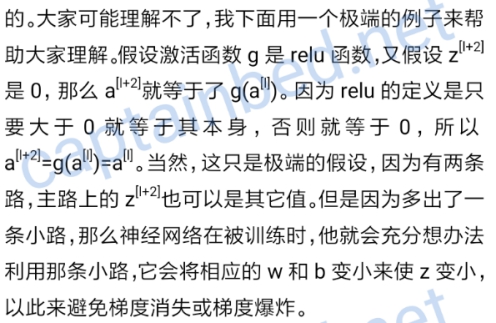 的。大家可能理解不了，我下面用一个极端的例子来帮
助大家理解。假设激活函数 g 是 relu 函数,又假设 z[l+2]
是 0，那么 a[l+2]就等于了 g(a[l])。因为 relu 的定义是只
要大于 0 就等于其本身，否则就等于 0，所以
a[l+2]=g(a[l])=a[l]。当然，这只是极端的假设，因为有两条
路，主路上的 z[l+2]也可以是其它值。但是因为多出了一
条小路，那么神经网络在被训练时，他就会充分想办法
利用那条小路，它会将相应的 w 和 b 变小来使 z 变小，
以此来避免梯度消失或梯度爆炸。
captainbed.net
.net